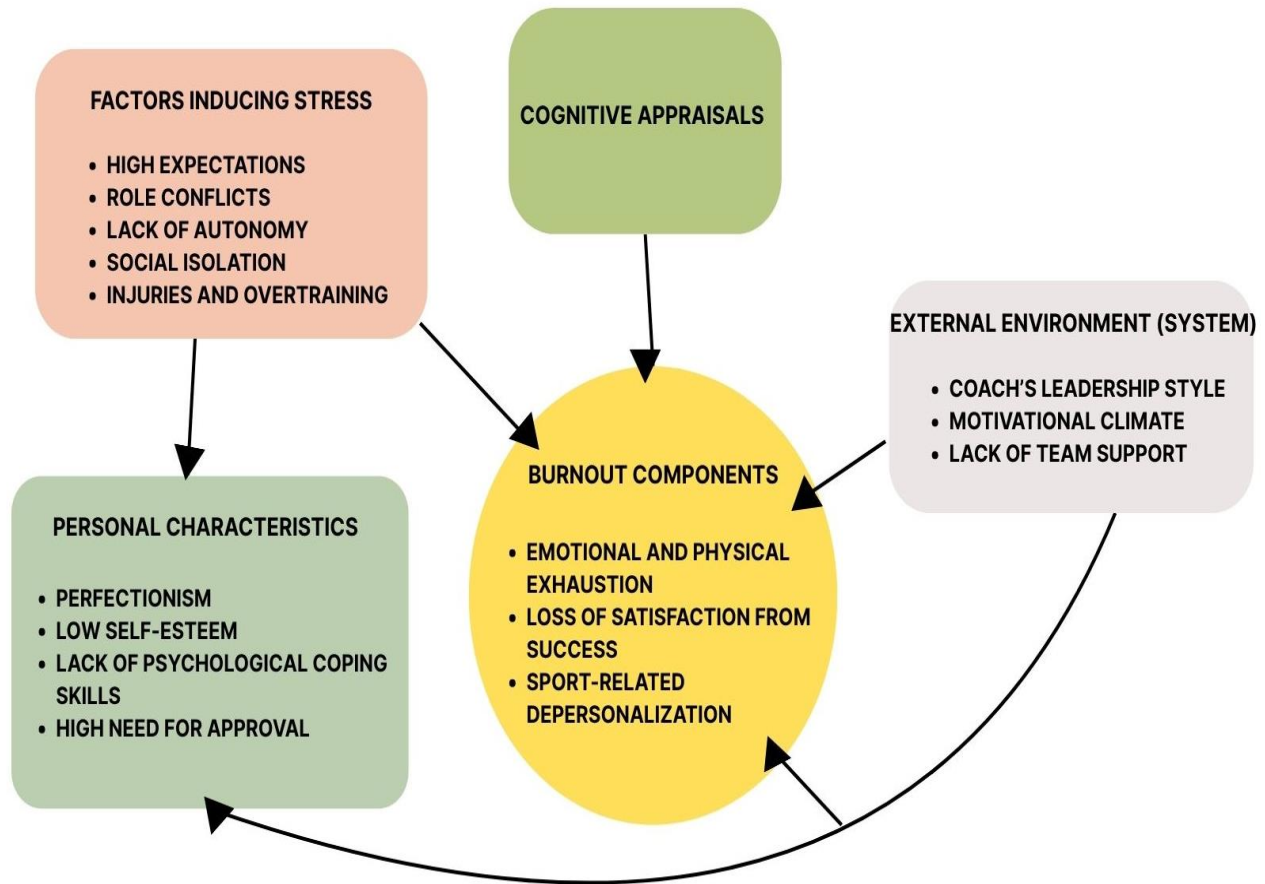 FACTORS INDUCING STRESS
• HIGH EXPECTATIONS
• ROLE CONFLICTS
• LACK OF AUTONOMY
• SOCIAL ISOLATION
• INJURIES AND OVERTRAINING
COGNITIVE APPRAISALS
EXTERNAL ENVIRONMENT (SYSTEM)
• COACH'S LEADERSHIP STYLE
• MOTIVATIONAL CLIMATE
• LACK OF TEAM SUPPORT
PERSONAL CHARACTERISTICS
• PERFECTIONISM
• LOW SELF-ESTEEM
• LACK OF PSYCHOLOGICAL COPING
SKILLS
• HIGH NEED FOR APPROVAL
BURNOUT COMPONENTS
• EMOTIONAL AND PHYSICAL
EXHAUSTION
• LOSS OF SATISFACTION FROM
SUCCESS
• SPORT-RELATED
DEPERSONALIZATION